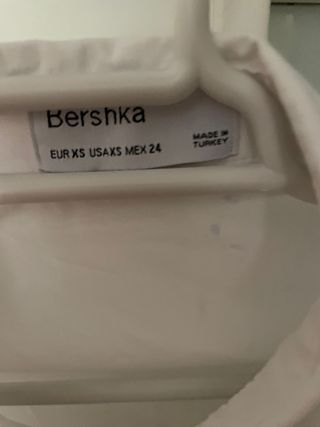 Bershka
EUR XS USA XS MEX 24
MADE IN
TURKEY